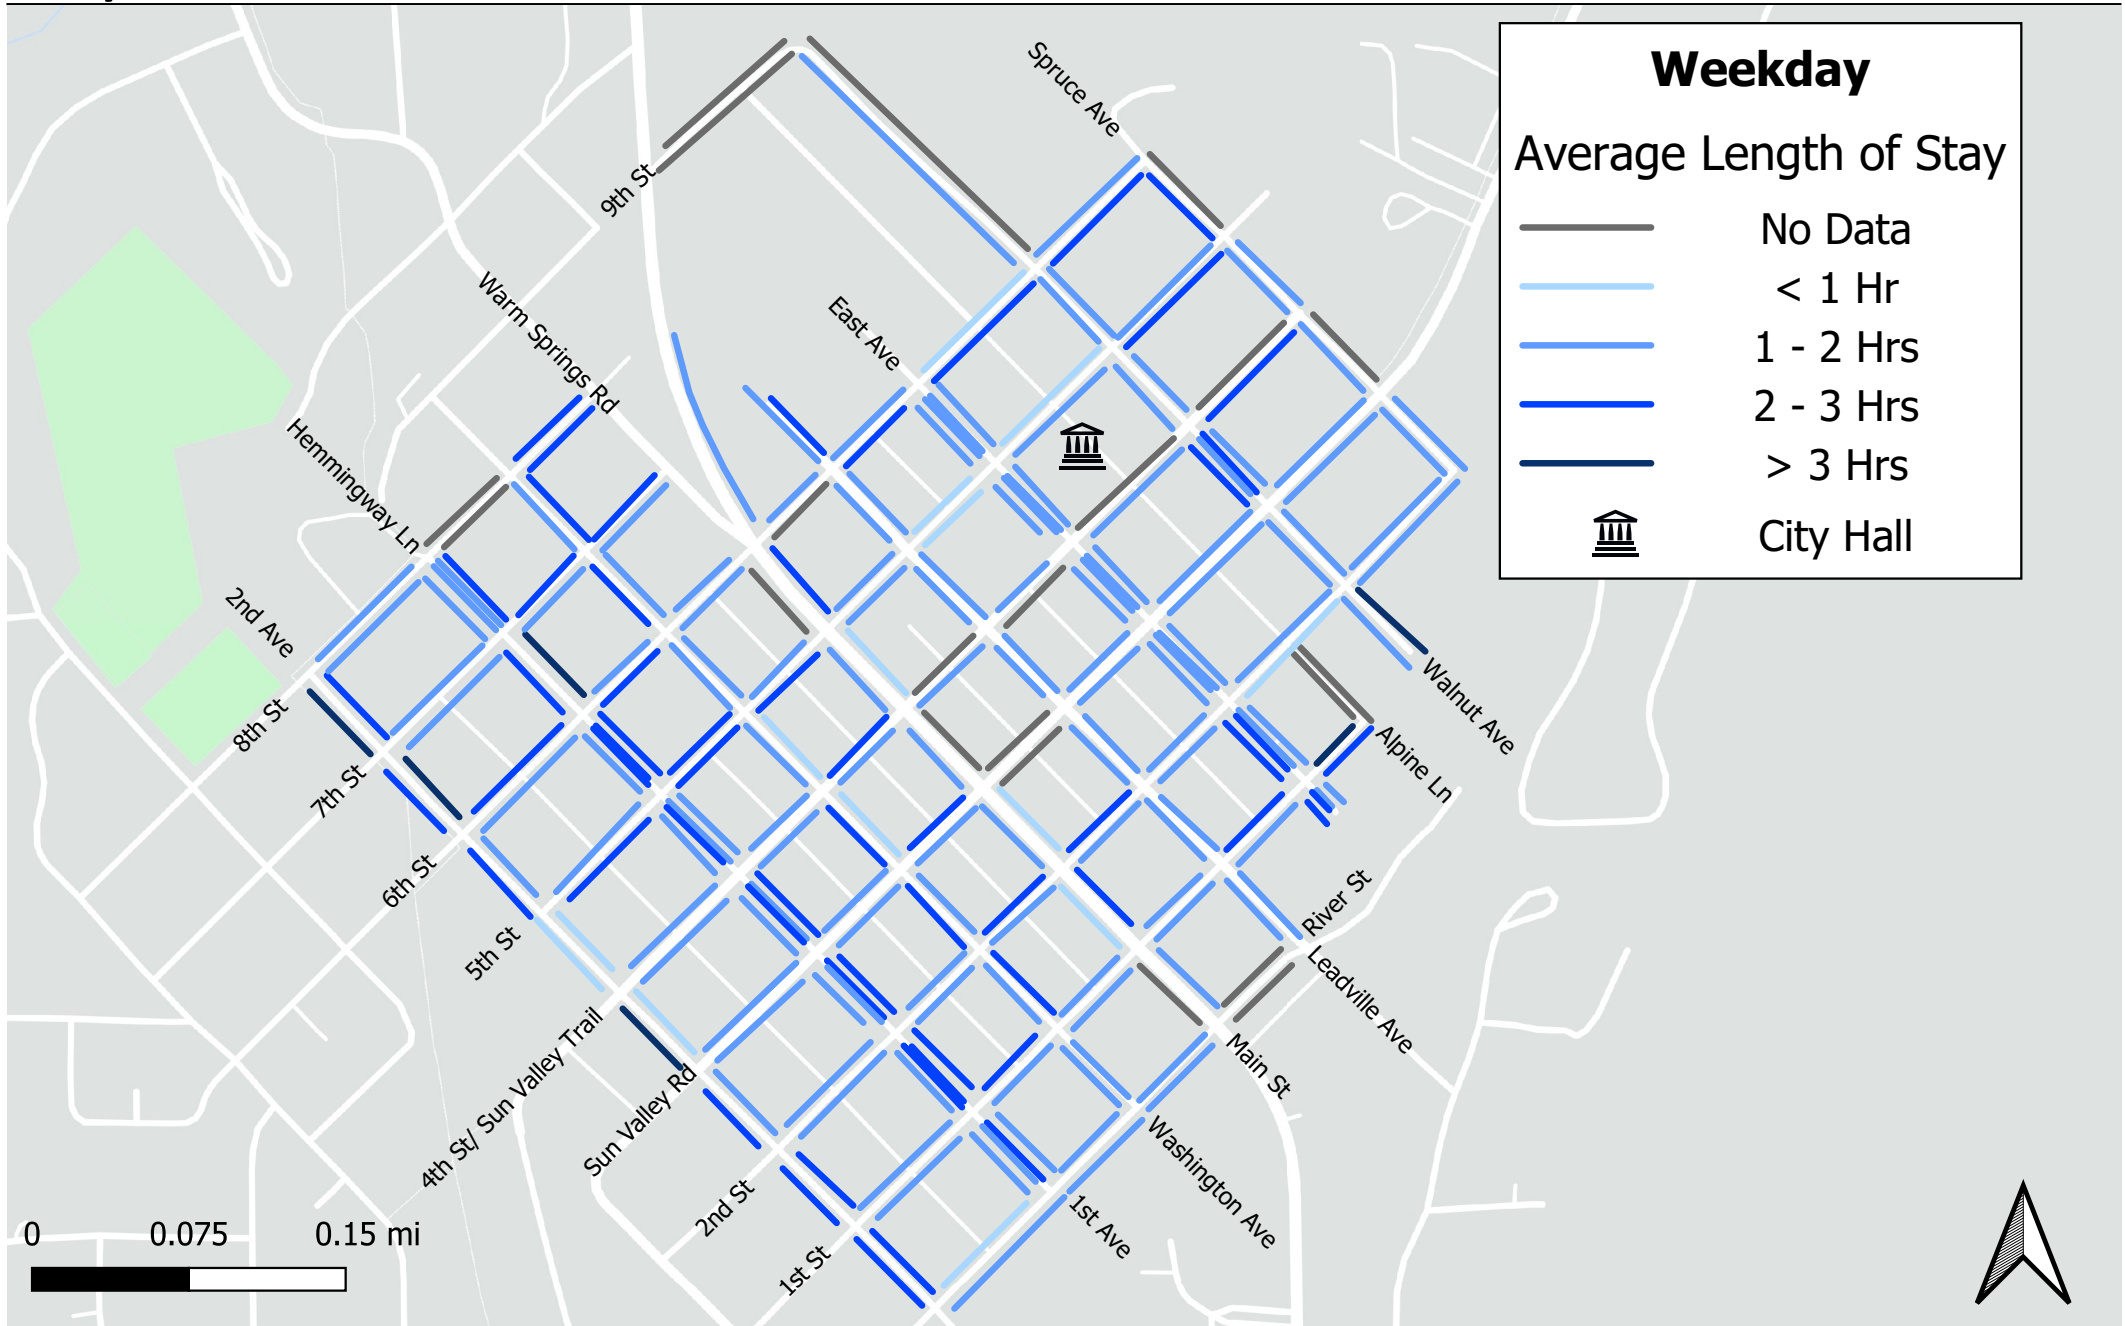 Weekday
Average Length of Stay
No Data
< 1 Hr
1 - 2 Hrs
2 - 3 Hrs
> 3 Hrs
City Hall
Spruce Ave
9th St
East Ave
Warm Springs Rd
Hemmingway Ln
2nd Ave
8th St
7th St
6th St
5th St
4th St/ Sun Valley Trail
Sun Valley Rd
2nd St
1st St
Walnut Ave
Alpine Ln
River St
Leadville Ave
Main St
Washington Ave
1st Ave
0 0.075 0.15 mi